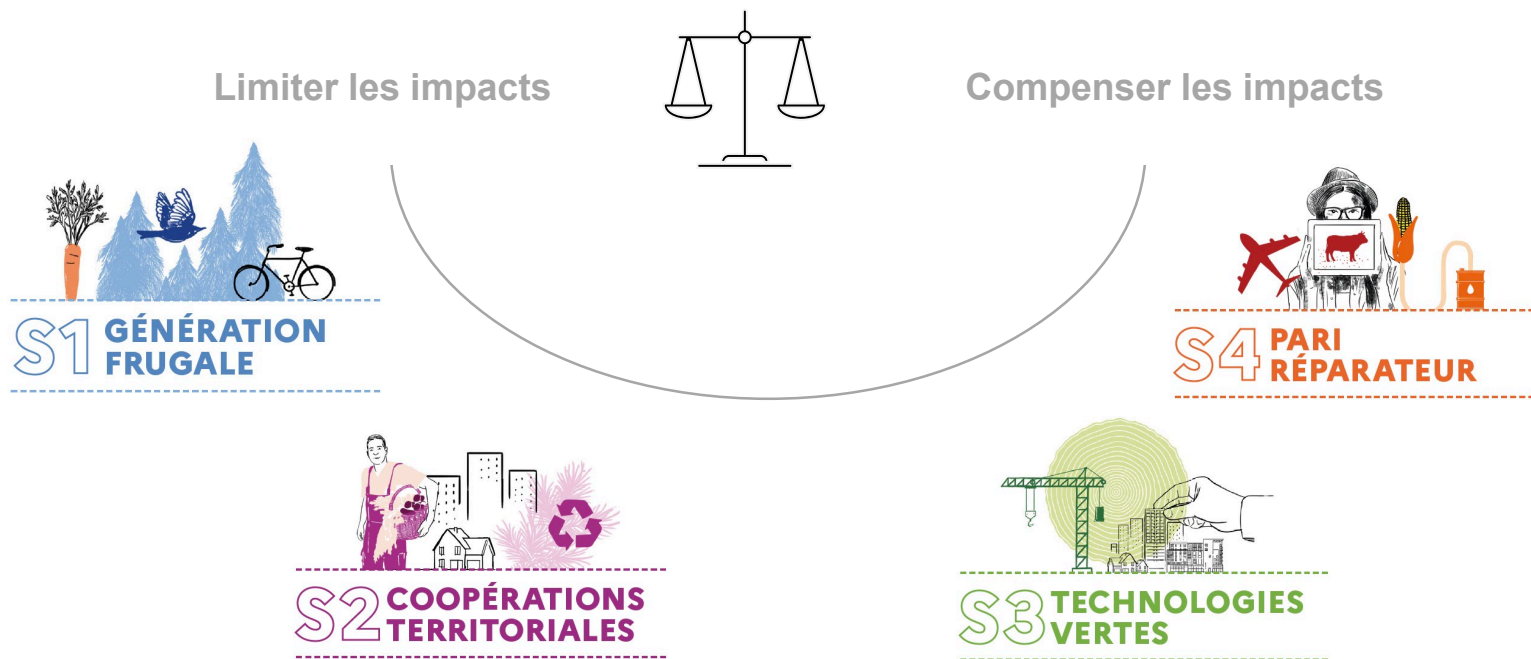 Limiter les impacts
Compenser les impacts
S1 GÉNÉRATION
FRUGALE
S4 PARI
RÉPARATEUR
S2 COOPÉRATIONS
TERRITORIALES
S3 TECHNOLOGIES
VERTES